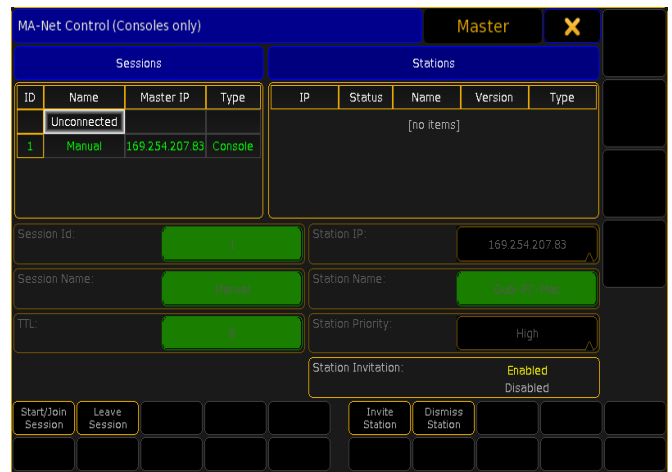 MA-Net Control (Consoles only)
Master
Sessions
Stations
ID Name Master IP Type
IP Status Name Version Type
Unconnected
[no items]
1 Manual 169.254.207.83 Console
Session Id:
1
Station IP:
169.254.207.83
Session Name:
Manual
Station Name:
TTL:
Station Priority:
High
Station Invitation:
Enabled
Disabled
Start/Join
Session
Leave
Session
Invite
Station
Dismiss
Station